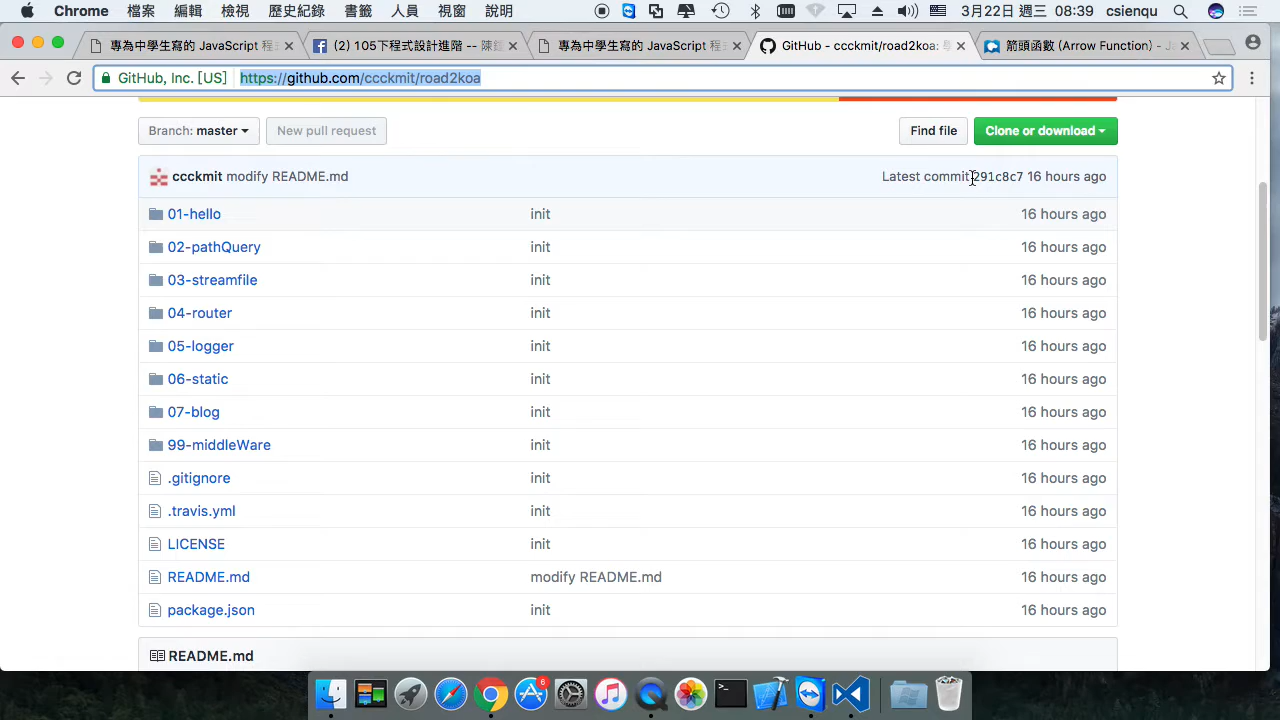 Chrome 檔案 編輯 檢視 歷史紀錄 書籤 人員 視窗 說明 3月22日 週三 08:39 csienqu
專為中學生寫的 JavaScript 程
(2) 105下程式設計進階 -- 陳鍾
專為中學生寫的 JavaScript 程式
GitHub - ccckmit/road2koa:
箭頭函數 (Arrow Function) - J
GitHub, Inc. [US] https://github.com/ccckmit/road2koa
Branch: master New pull request Find file Clone or download
ccckmit modify README.md Latest commit 291c8c7 16 hours ago
01-hello init 16 hours ago
02-pathQuery init 16 hours ago
03-streamfile init 16 hours ago
04-router init 16 hours ago
05-logger init 16 hours ago
06-static init 16 hours ago
07-blog init 16 hours ago
99-middleWare init 16 hours ago
.gitignore init 16 hours ago
.travis.yml init 16 hours ago
LICENSE init 16 hours ago
README.md modify README.md 16 hours ago
package.json init 16 hours ago
README.md
6